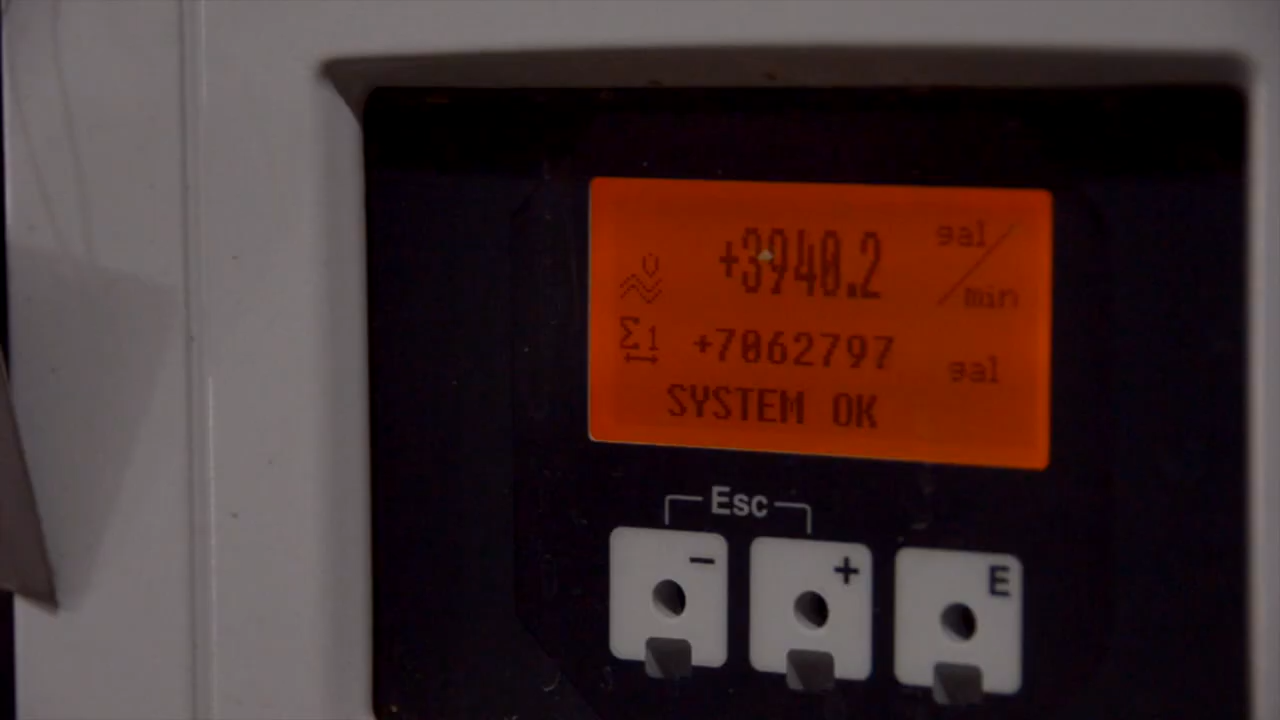 +3940.2 gal/min
Σ1 +7062797 gal
SYSTEM OK
Esc
- + E